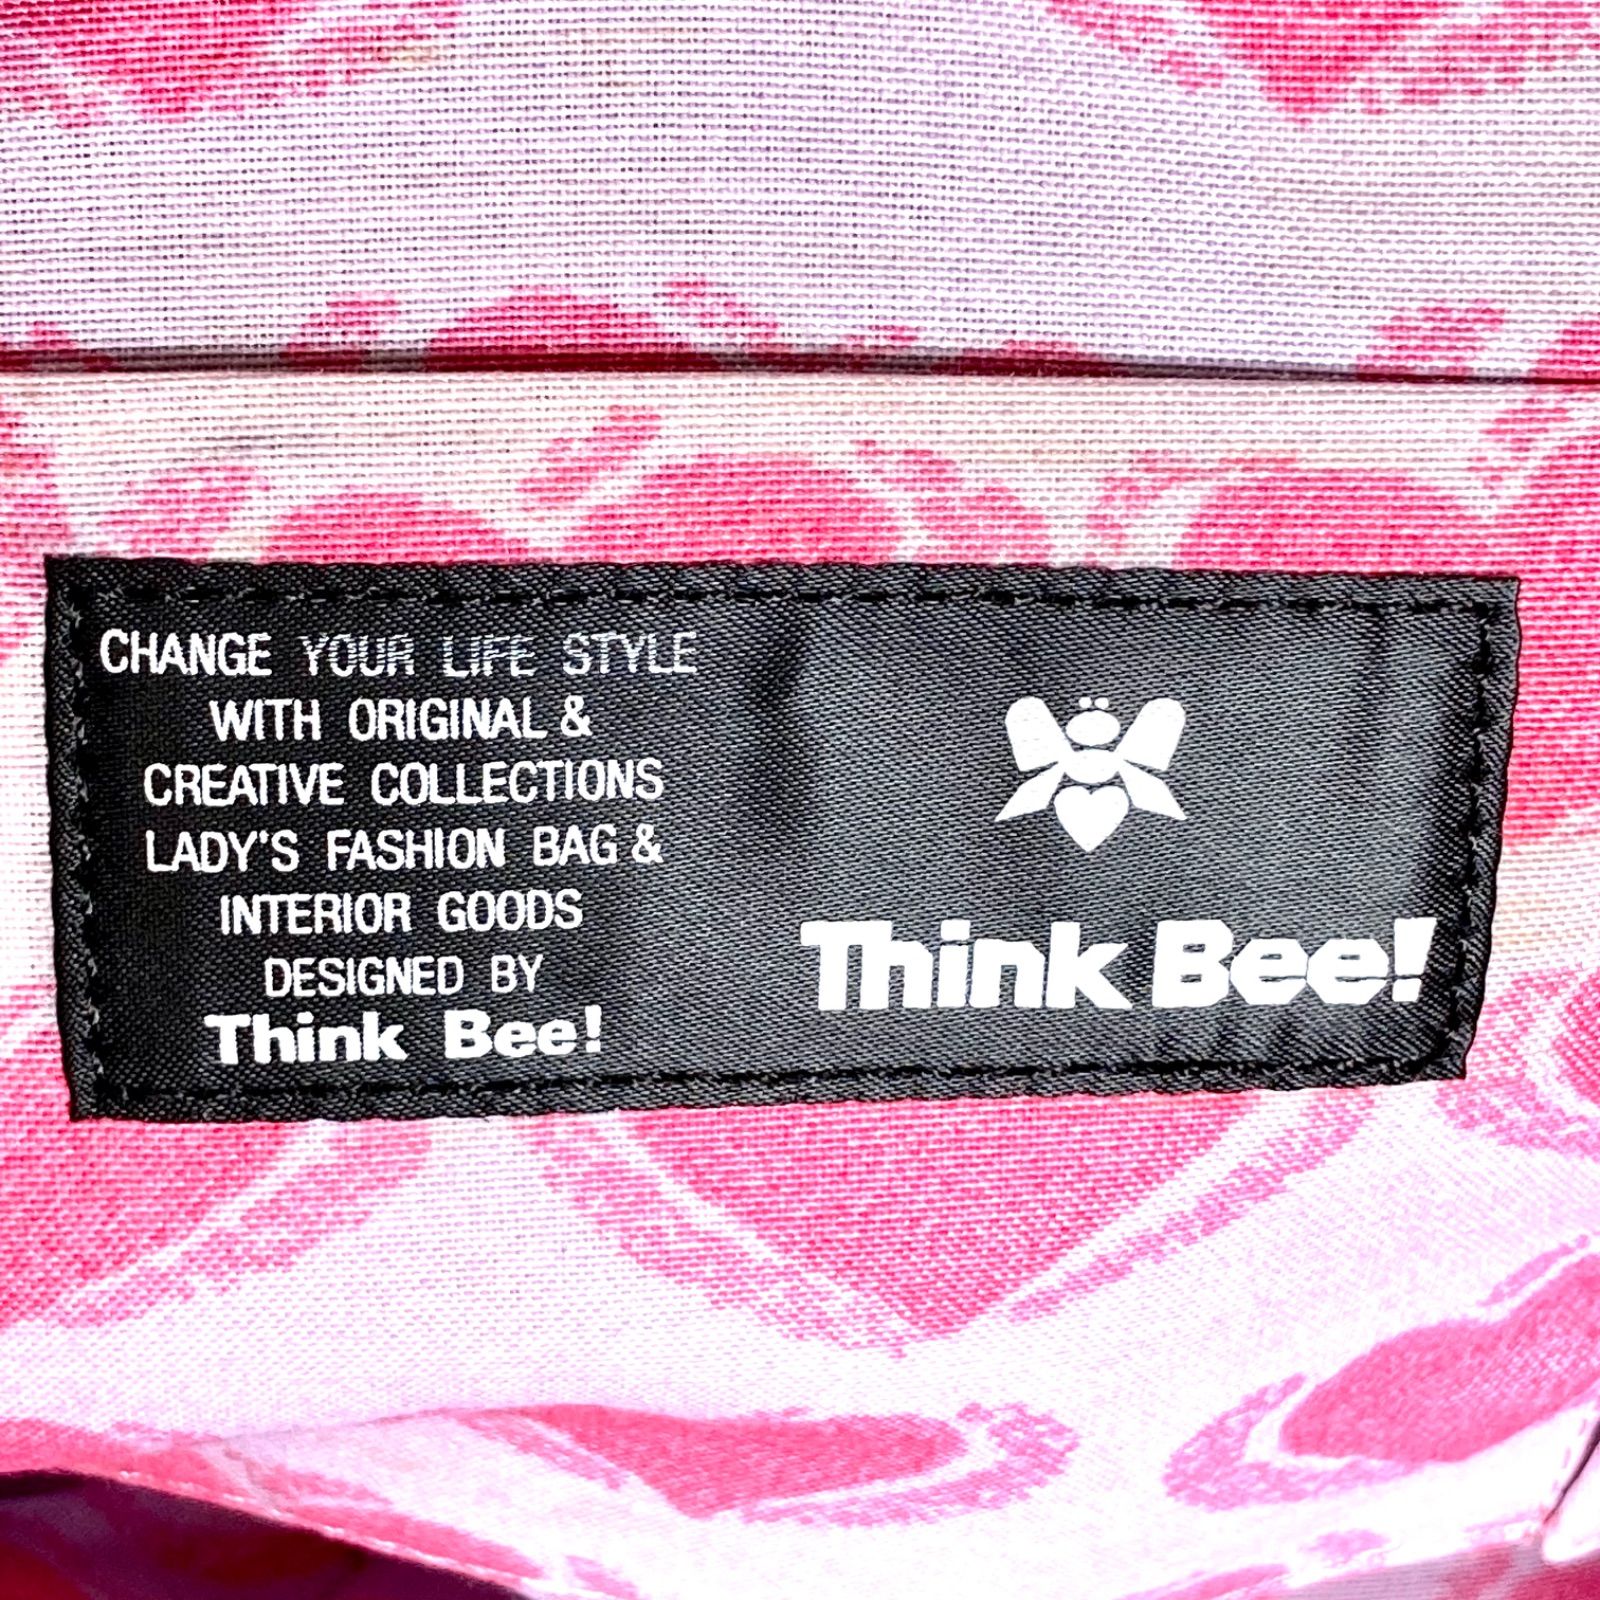 CHANGE YOUR LIFE STYLE
WITH ORIGINAL &
CREATIVE COLLECTIONS
LADY'S FASHION BAG &
INTERIOR GOODS
DESIGNED BY
Think Bee!
Think Bee!